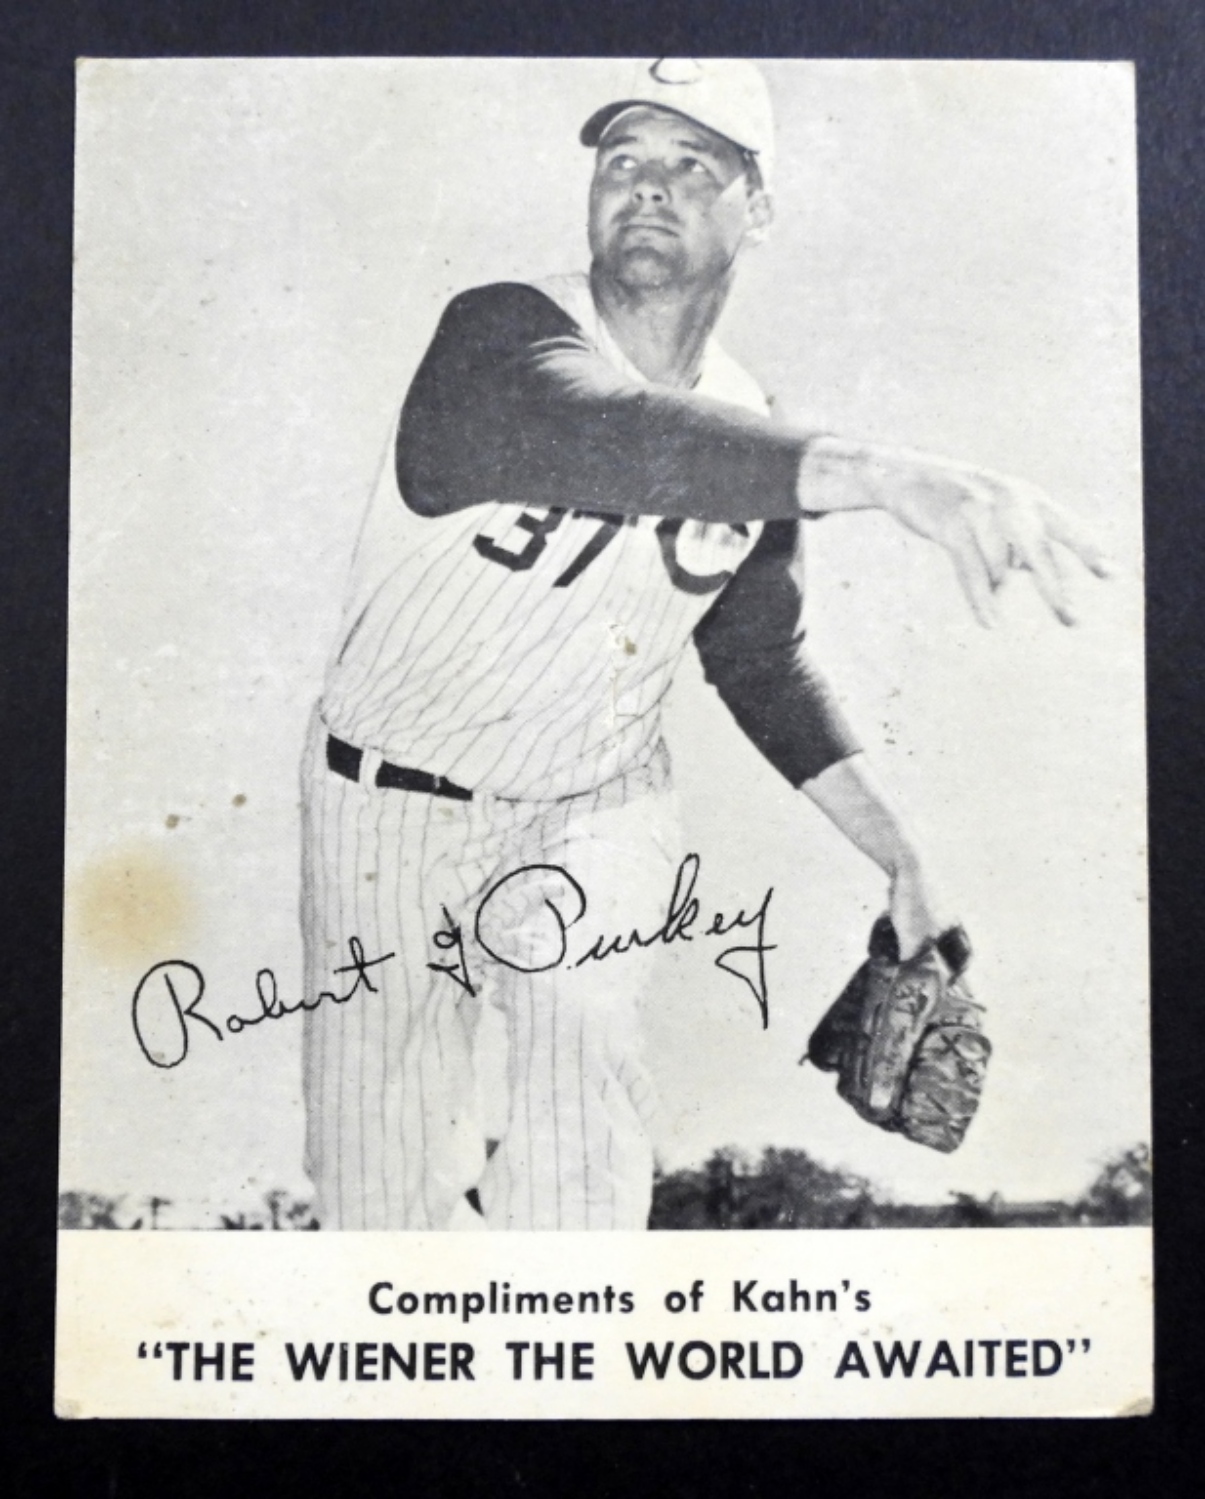 C
37 C
Robert J Purkey
Compliments of Kahn's
“THE WIENER THE WORLD AWAITED”